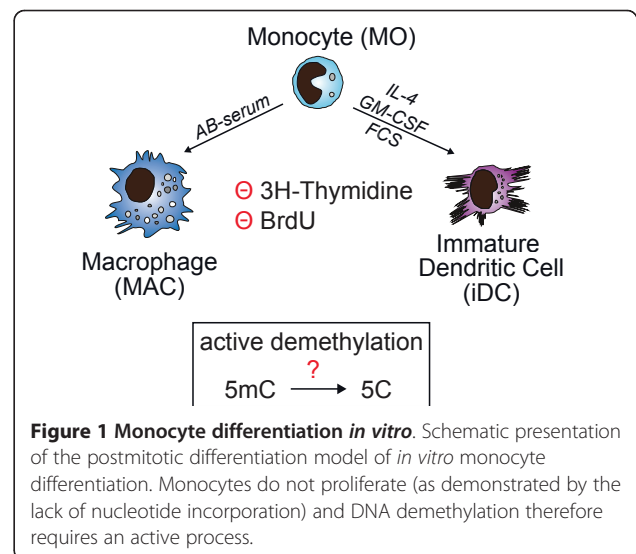 Monocyte (MO)
AB-serum
IL-4
GM-CSF
FCS
⊖ 3H-Thymidine
⊖ BrdU
Macrophage
(MAC)
Immature
Dendritic Cell
(iDC)
active demethylation
?
5mC → 5C
Figure 1 Monocyte differentiation in vitro. Schematic presentation
of the postmitotic differentiation model of in vitro monocyte
differentiation. Monocytes do not proliferate (as demonstrated by the
lack of nucleotide incorporation) and DNA demethylation therefore
requires an active process.